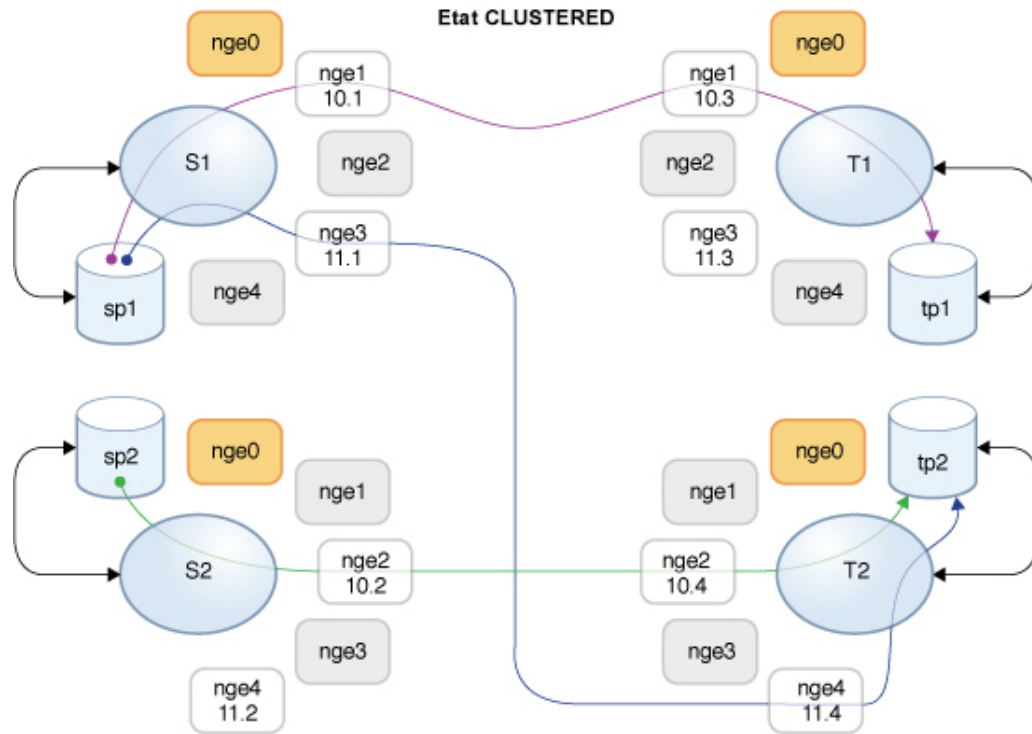 Etat CLUSTERED
nge0
nge1
10.1
nge2
nge3
11.1
nge4
S1
sp1
nge0
nge1
10.3
nge2
nge3
11.3
nge4
T1
tp1
sp2
nge0
nge1
S2
nge2
10.2
nge3
nge4
11.2
nge0
tp2
nge1
nge2
10.4
T2
nge3
nge4
11.4